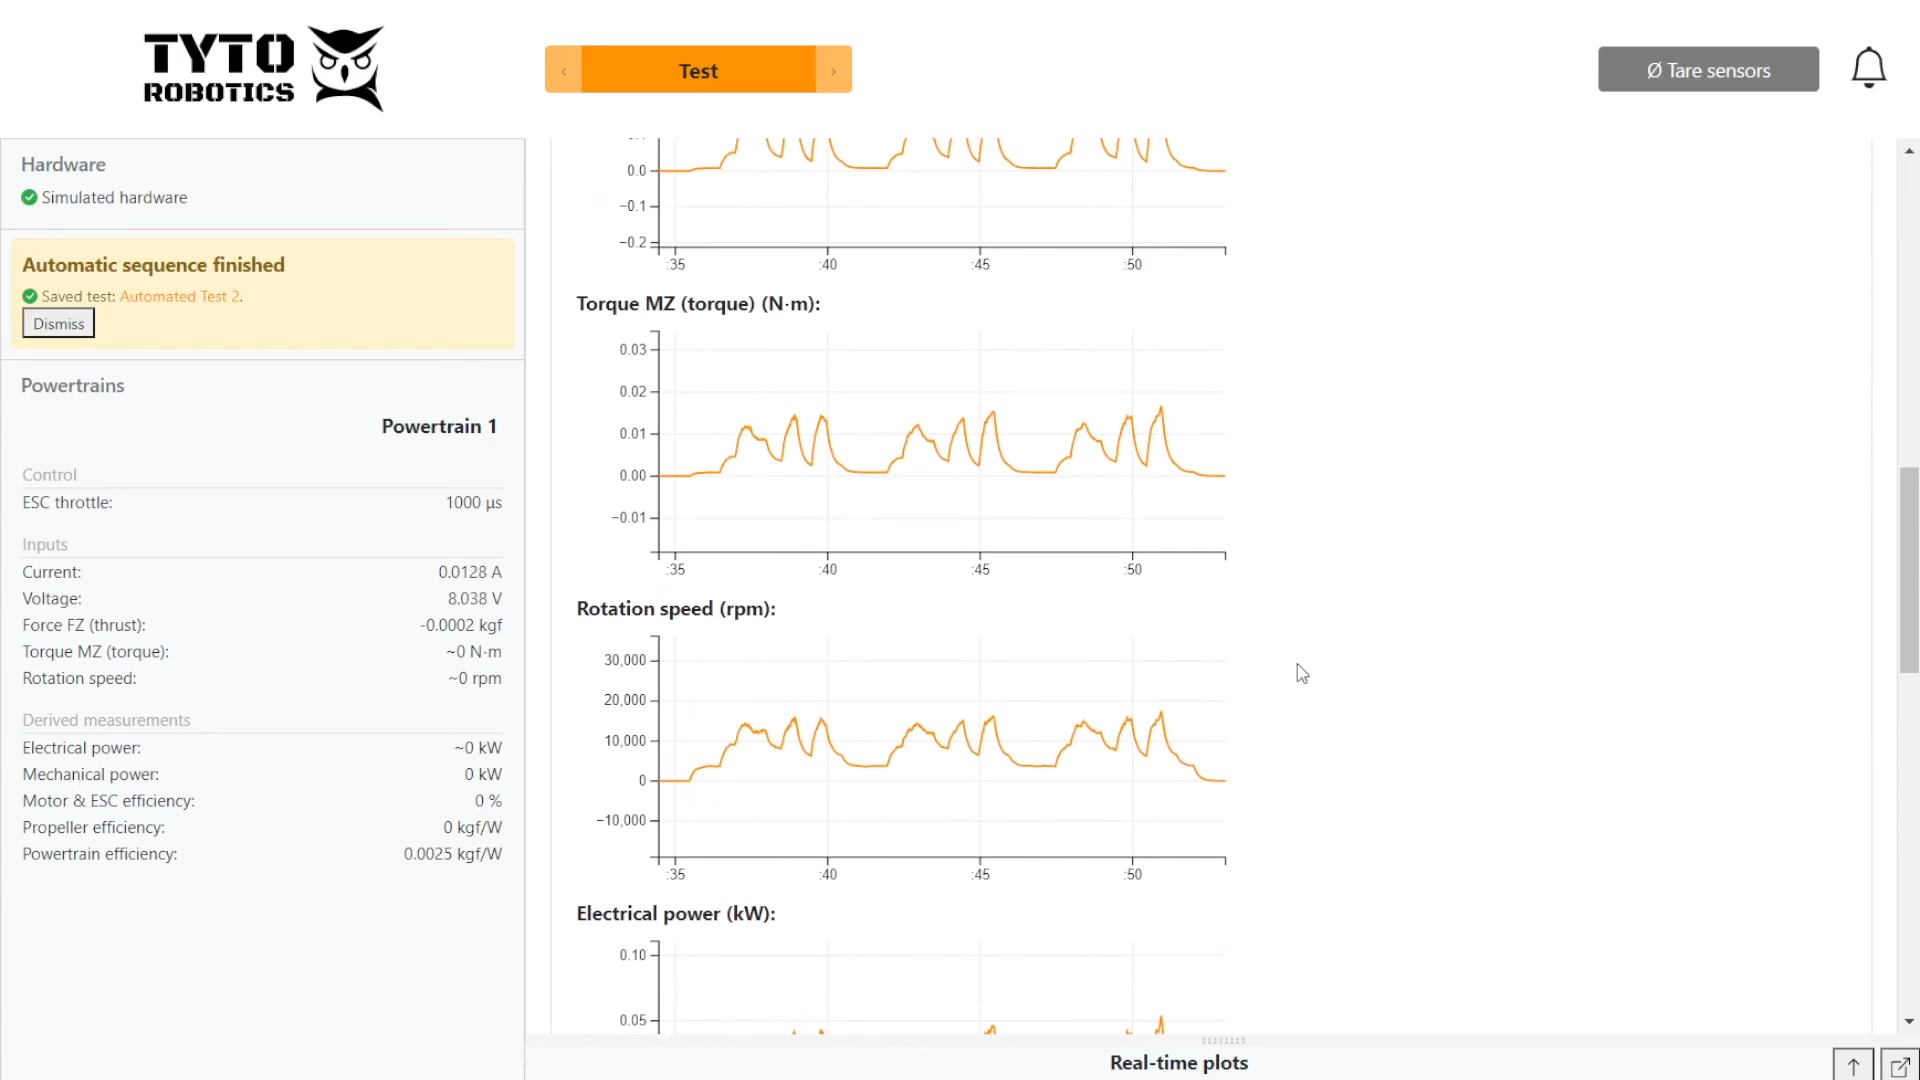 TYTO
ROBOTICS
‹ Test ›
Ø Tare sensors
Hardware
Simulated hardware
Automatic sequence finished
Saved test: Automated Test 2.
Dismiss
Powertrains
Powertrain 1
Control
ESC throttle: 1000 µs
Inputs
Current: 0.0128 A
Voltage: 8.038 V
Force FZ (thrust): -0.0002 kgf
Torque MZ (torque): ~0 N·m
Rotation speed: ~0 rpm
Derived measurements
Electrical power: ~0 kW
Mechanical power: 0 kW
Motor & ESC efficiency: 0 %
Propeller efficiency: 0 kgf/W
Powertrain efficiency: 0.0025 kgf/W
0.0
−0.1
−0.2
:35 :40 :45 :50
Torque MZ (torque) (N·m):
0.03
0.02
0.01
0.00
−0.01
:35 :40 :45 :50
Rotation speed (rpm):
30,000
20,000
10,000
0
−10,000
:35 :40 :45 :50
Electrical power (kW):
0.10
0.05
Real-time plots